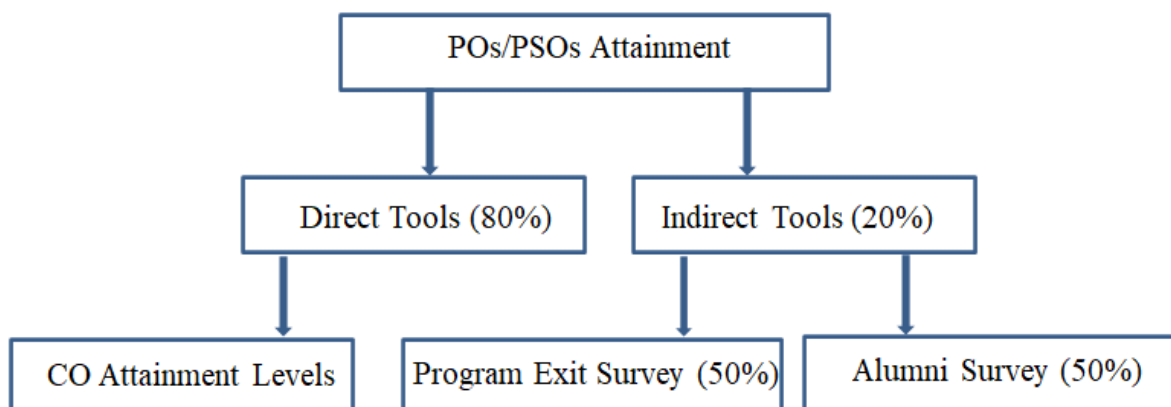 POs/PSOs Attainment
Direct Tools (80%)
Indirect Tools (20%)
CO Attainment Levels
Program Exit Survey (50%)
Alumni Survey (50%)